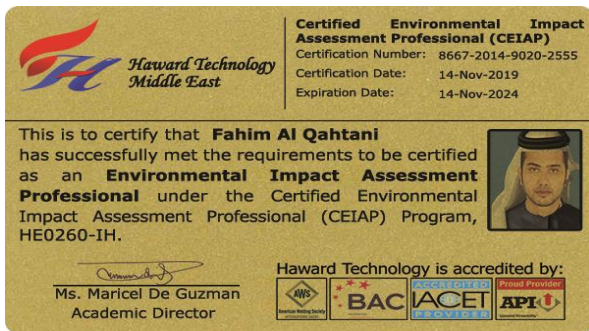 Haward Technology
Middle East
Certified Environmental Impact
Assessment Professional (CEIAP)
Certification Number: 8667-2014-9020-2555
Certification Date: 14-Nov-2019
Expiration Date: 14-Nov-2024
This is to certify that Fahim Al Qahtani
has successfully met the requirements to be certified
as an Environmental Impact Assessment
Professional under the Certified Environmental
Impact Assessment Professional (CEIAP) Program,
HE0260-IH.
Ms. Maricel De Guzman
Academic Director
Haward Technology is accredited by:
AWS
American Welding Society
BAC
ACCREDITED
IACET
PROVIDER
Proud Provider
API